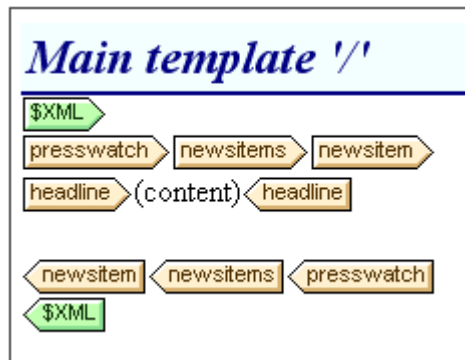 Main template '/'
$XML
presswatch newsitems newsitem
headline (content) headline
newsitem newsitems presswatch
$XML